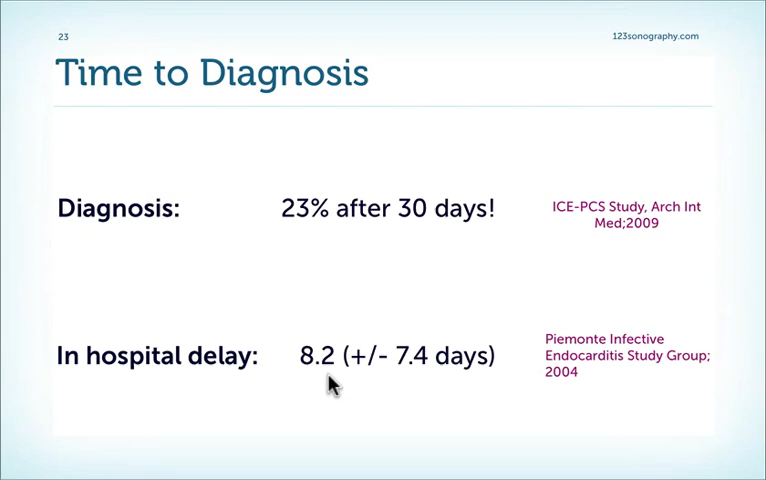 23
123sonography.com
Time to Diagnosis
Diagnosis:
23% after 30 days!
ICE-PCS Study, Arch Int
Med;2009
In hospital delay:
8.2 (+/- 7.4 days)
Piemonte Infective
Endocarditis Study Group;
2004